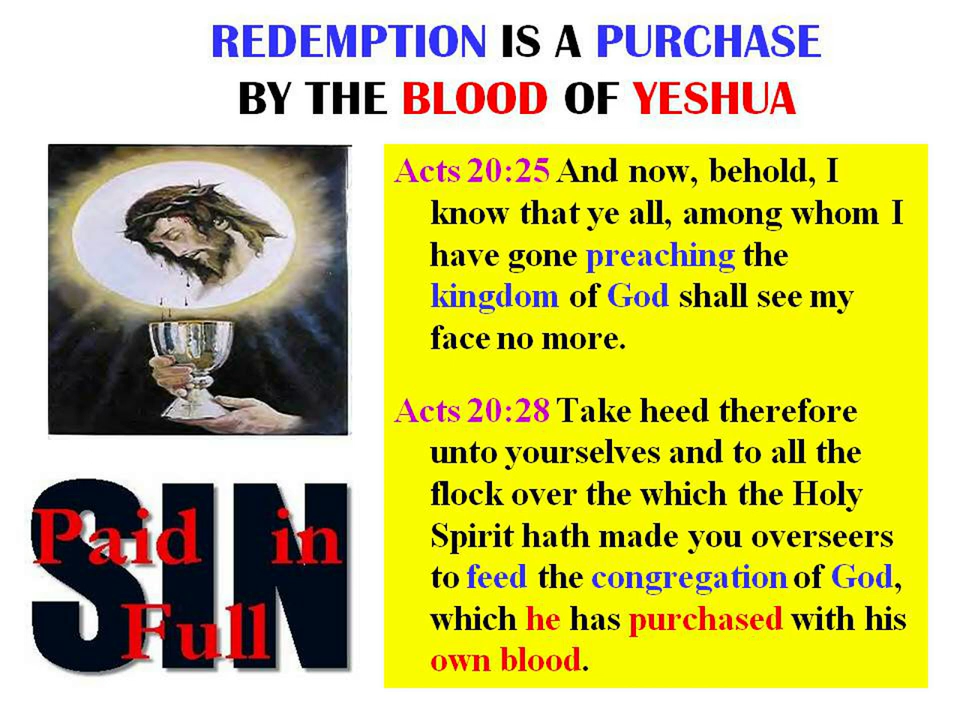 REDEMPTION IS A PURCHASE
BY THE BLOOD OF YESHUA
Acts 20:25 And now, behold, I
know that ye all, among whom I
have gone preaching the
kingdom of God shall see my
face no more.
Acts 20:28 Take heed therefore
unto yourselves and to all the
flock over the which the Holy
Spirit hath made you overseers
to feed the congregation of God,
which he has purchased with his
own blood.
SIN
Paid in
Full